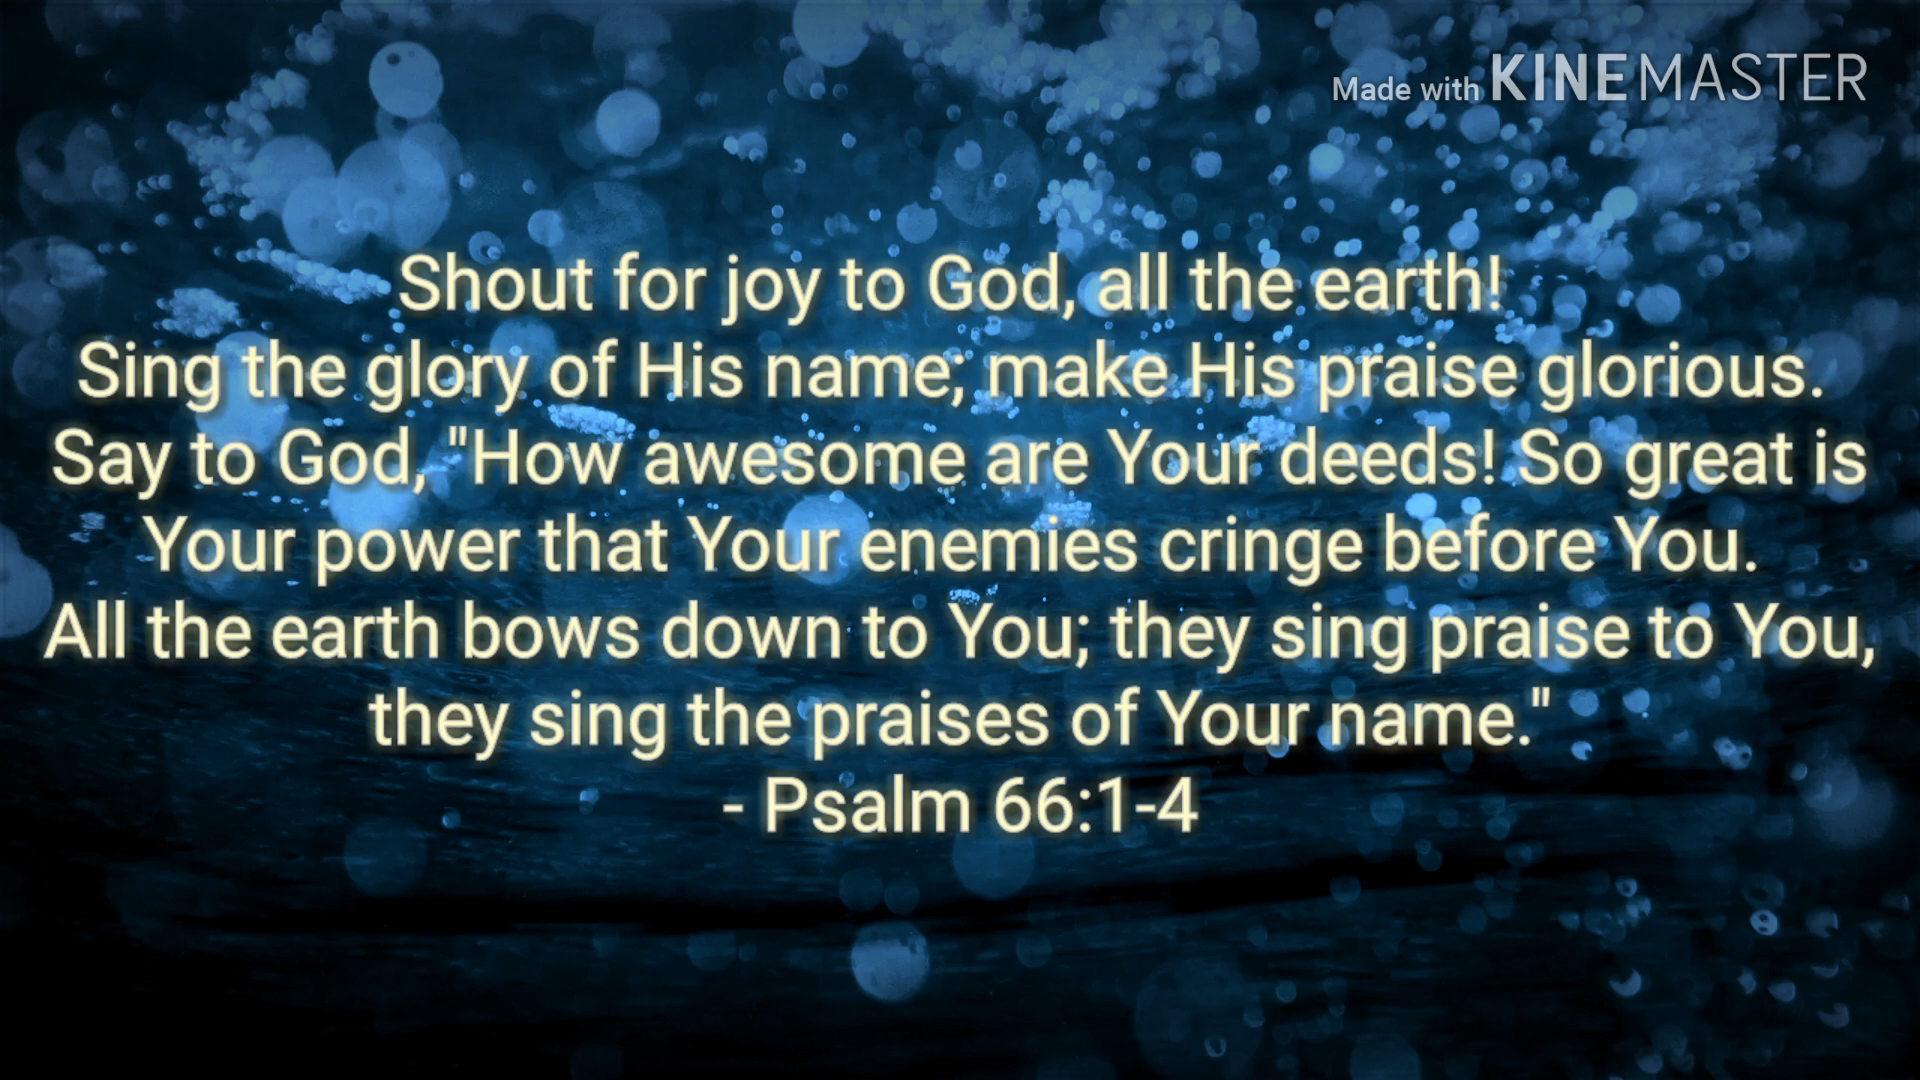 Made with KINEMASTER
Shout for joy to God, all the earth!
Sing the glory of His name; make His praise glorious.
Say to God, "How awesome are Your deeds! So great is
Your power that Your enemies cringe before You.
All the earth bows down to You; they sing praise to You,
they sing the praises of Your name."
- Psalm 66:1-4